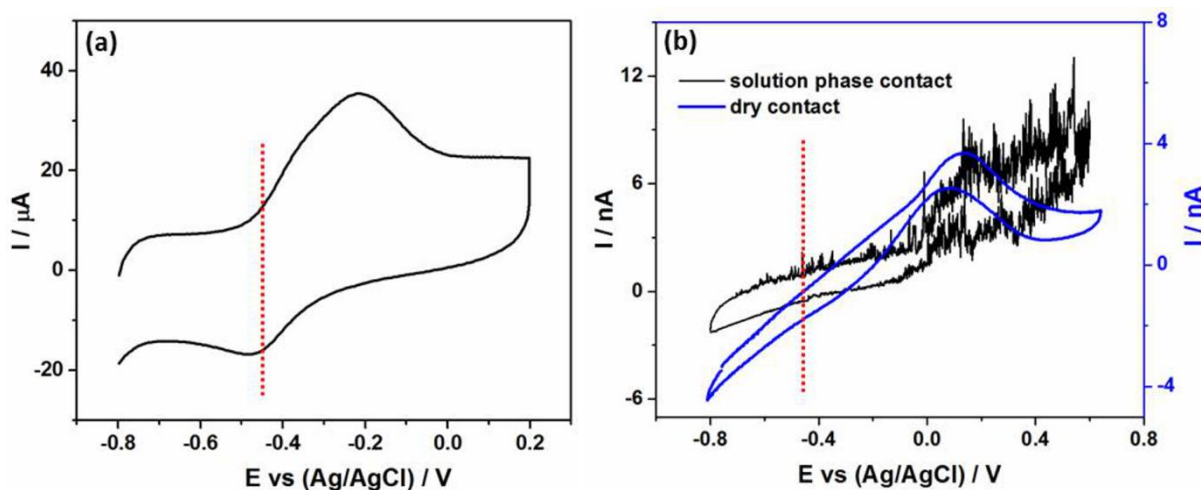 (a)
40
20
0
-20
I / μA
-0.8 -0.6 -0.4 -0.2 0.0 0.2
E vs (Ag/AgCl) / V
(b)
solution phase contact
dry contact
12
6
0
-6
I / nA
8
4
0
-4
I / nA
-0.8 -0.4 0.0 0.4 0.8
E vs (Ag/AgCl) / V